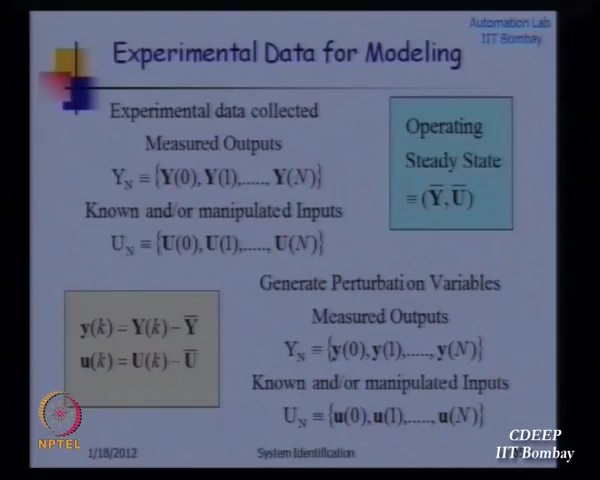 Automation Lab
IIT Bombay
Experimental Data for Modeling
Experimental data collected
Measured Outputs
Y_N ≡ {Y(0), Y(1),....., Y(N)}
Known and/or manipulated Inputs
U_N ≡ {U(0), U(1),....., U(N)}
Operating
Steady State
≡ (Y̅, U̅)
Generate Perturbation Variables
Measured Outputs
Y_N ≡ {y(0), y(1),....., y(N)}
Known and/or manipulated Inputs
U_N ≡ {u(0), u(1),....., u(N)}
y(k) = Y(k) − Y̅
u(k) = U(k) − U̅
NPTEL
1/18/2012
System Identification
CDEEP
IIT Bombay